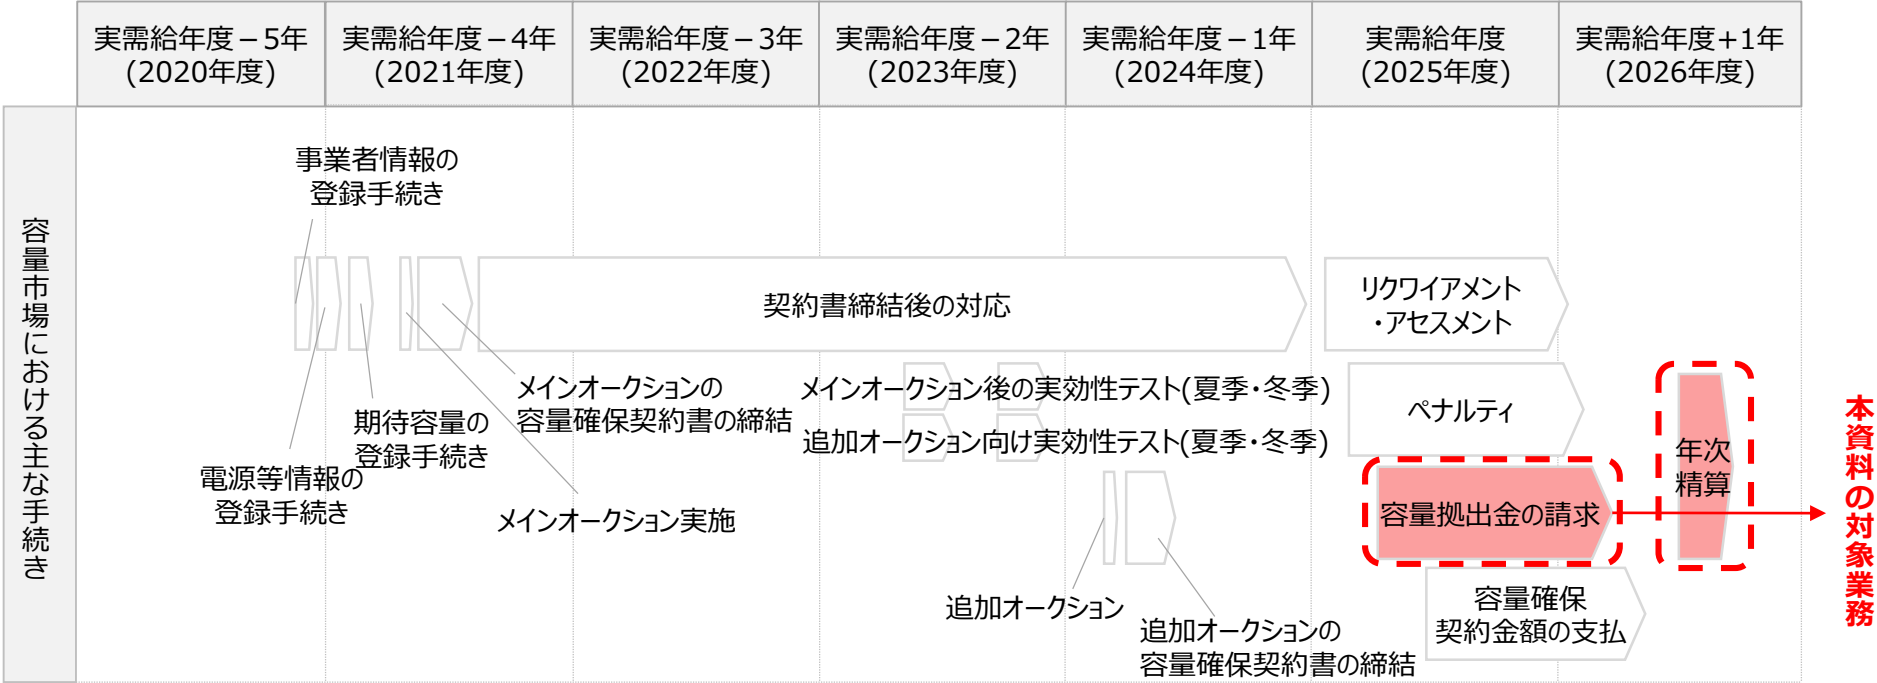 実需給年度－5年
(2020年度)
実需給年度－4年
(2021年度)
実需給年度－3年
(2022年度)
実需給年度－2年
(2023年度)
実需給年度－1年
(2024年度)
実需給年度
(2025年度)
実需給年度+1年
(2026年度)
容量市場における主な手続き
事業者情報の
登録手続き
電源等情報の
登録手続き
期待容量の
登録手続き
メインオークション実施
メインオークションの
容量確保契約書の締結
契約書締結後の対応
メインオークション後の実効性テスト(夏季・冬季)
追加オークション向け実効性テスト(夏季・冬季)
追加オークション
追加オークションの
容量確保契約書の締結
リクワイアメント
・アセスメント
ペナルティ
容量拠出金の請求
容量確保
契約金額の支払
年次
精算
本資料の対象業務